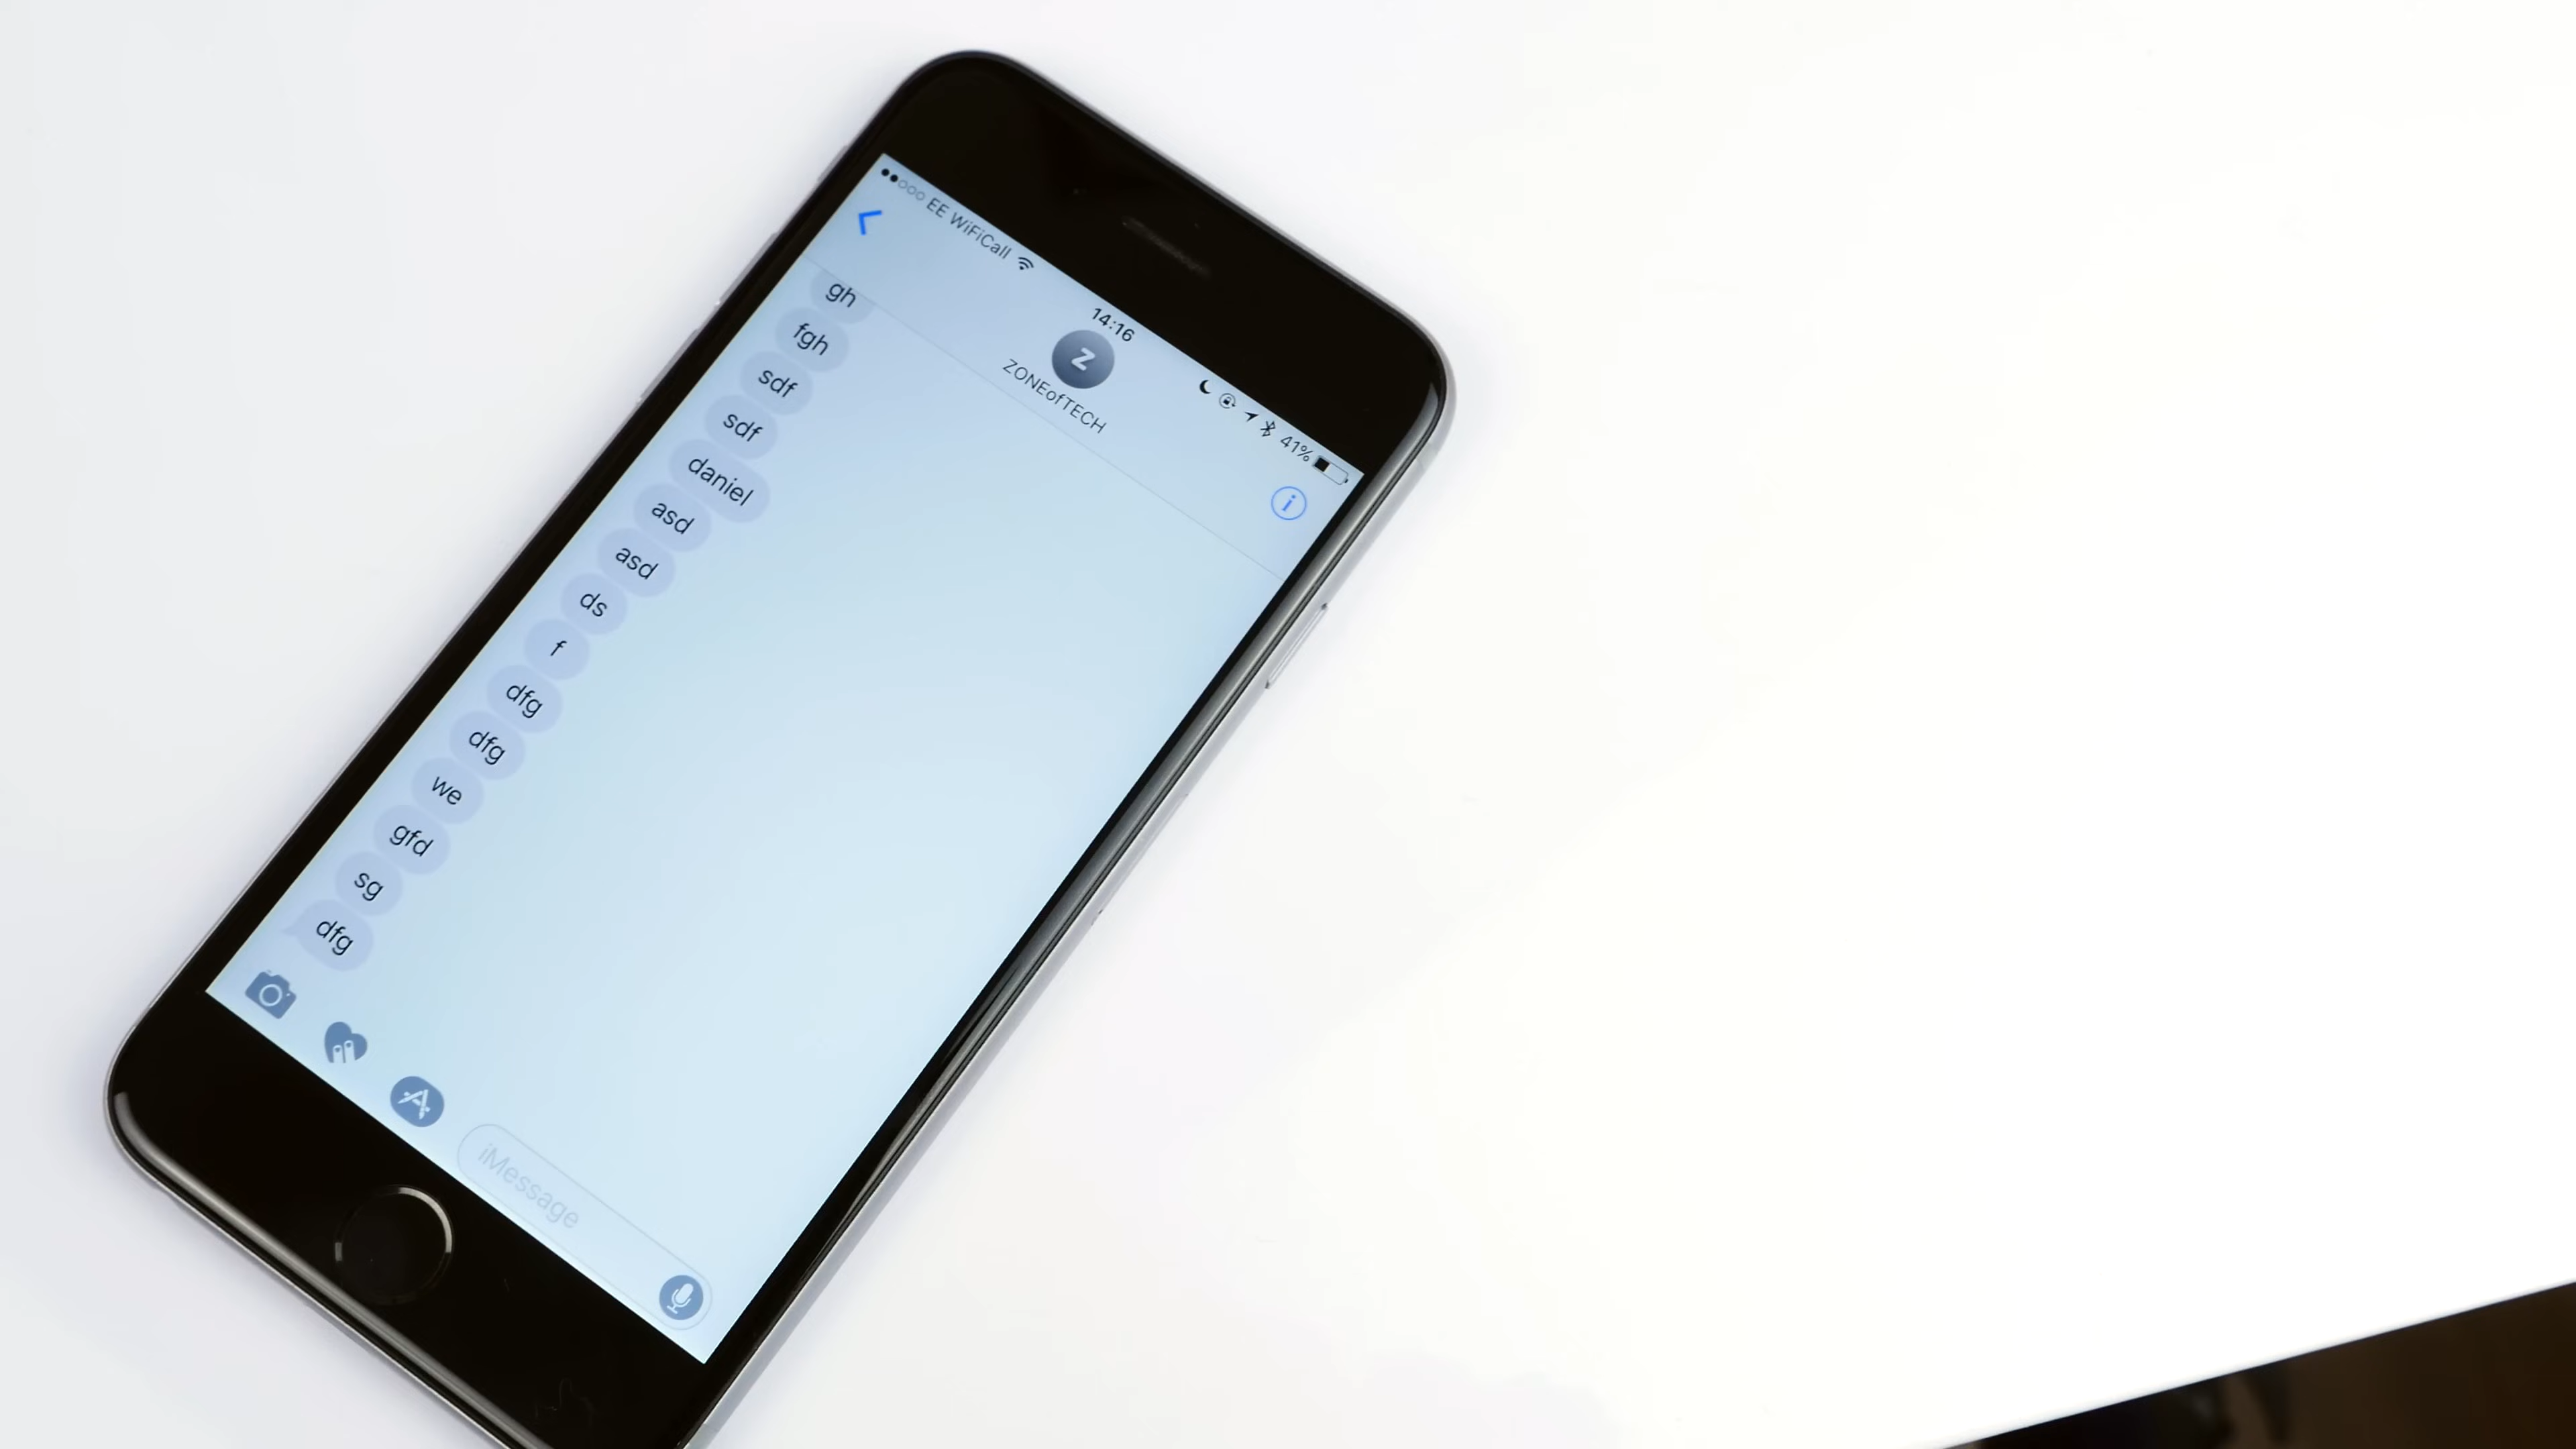 ●●○○○ EE WiFiCall 14:16 41%
Z
ZONEofTECH
gh
fgh
sdf
sdf
daniel
asd
asd
ds
f
dfg
dfg
we
gfd
sg
dfg
iMessage